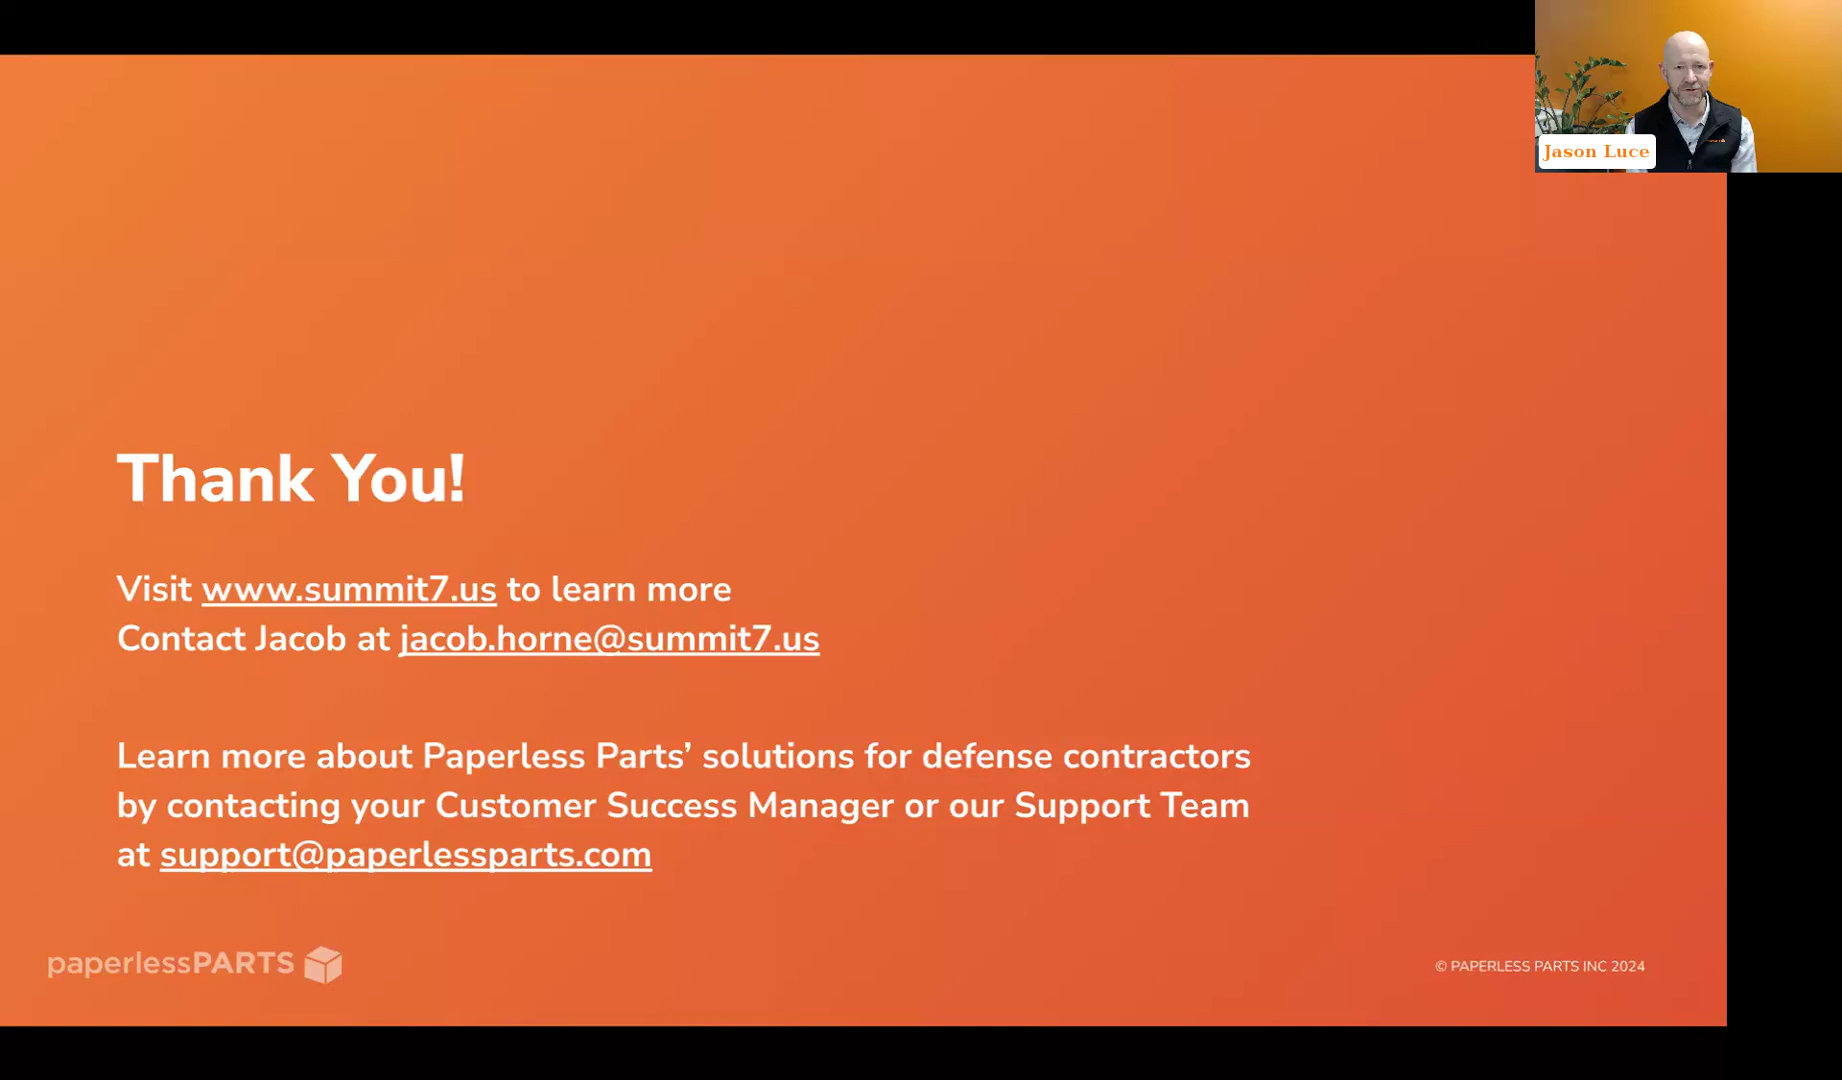 Jason Luce
Thank You!
Visit www.summit7.us to learn more
Contact Jacob at jacob.horne@summit7.us
Learn more about Paperless Parts’ solutions for defense contractors
by contacting your Customer Success Manager or our Support Team
at support@paperlessparts.com
paperlessPARTS
© PAPERLESS PARTS INC 2024